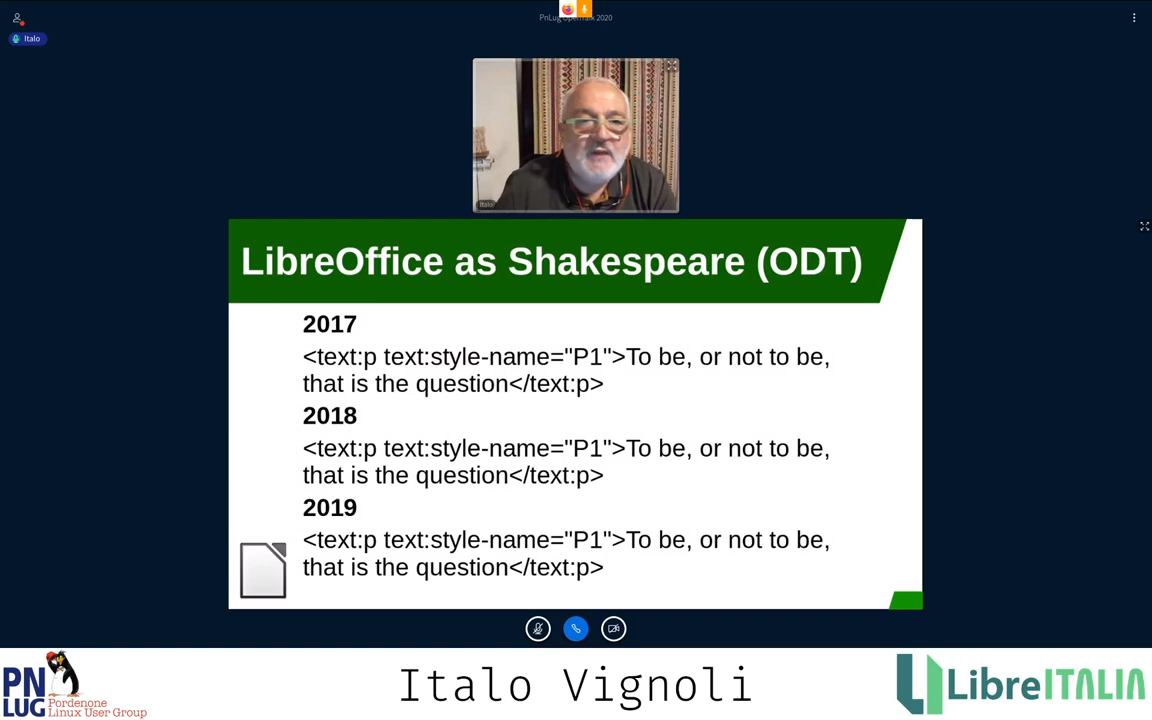 PnLug OpenTalk 2020
Italo
Italo
LibreOffice as Shakespeare (ODT)
2017
<text:p text:style-name="P1">To be, or not to be,
that is the question</text:p>
2018
<text:p text:style-name="P1">To be, or not to be,
that is the question</text:p>
2019
<text:p text:style-name="P1">To be, or not to be,
that is the question</text:p>
PN
LUG
Pordenone
Linux User Group
Italo Vignoli
LibreITALIA